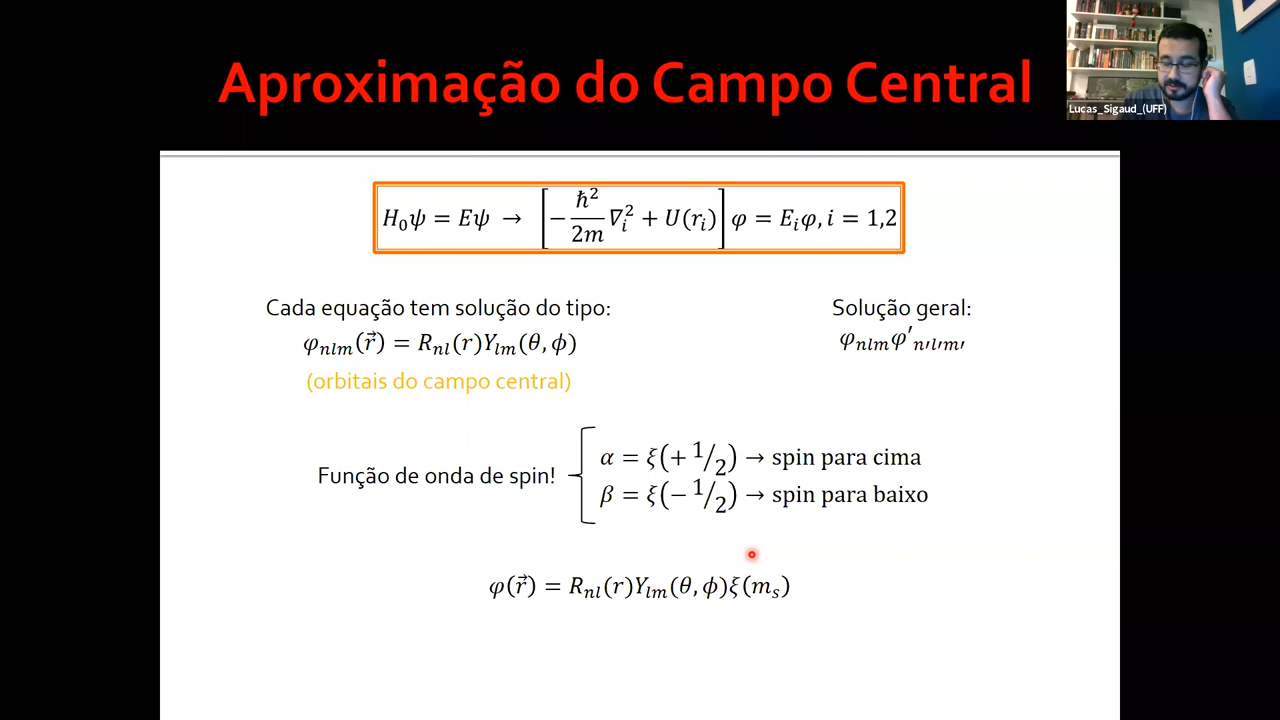 Aproximação do Campo Central
Lucas_Sigaud_(UFF)
H₀ψ = Eψ → [−ℏ²/2m ∇ᵢ² + U(rᵢ)] φ = Eᵢφ, i = 1,2
Cada equação tem solução do tipo:
φₙₗₘ(r⃗) = Rₙₗ(r)Yₗₘ(θ, ϕ)
(orbitais do campo central)
Solução geral:
φₙₗₘφ′ₙ′ₗ′ₘ′
Função de onda de spin!
α = ξ(+ 1/2) → spin para cima
β = ξ(− 1/2) → spin para baixo
φ(r⃗) = Rₙₗ(r)Yₗₘ(θ, ϕ)ξ(mₛ)